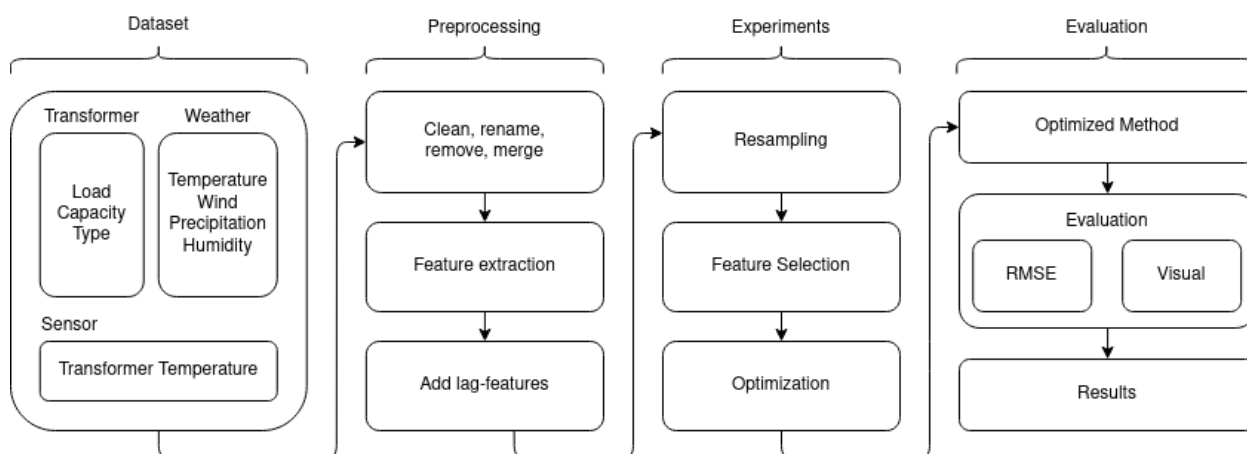 Dataset
Preprocessing
Experiments
Evaluation
Transformer
Weather
Load
Capacity
Type
Temperature
Wind
Precipitation
Humidity
Sensor
Transformer Temperature
Clean, rename,
remove, merge
Feature extraction
Add lag-features
Resampling
Feature Selection
Optimization
Optimized Method
Evaluation
RMSE
Visual
Results